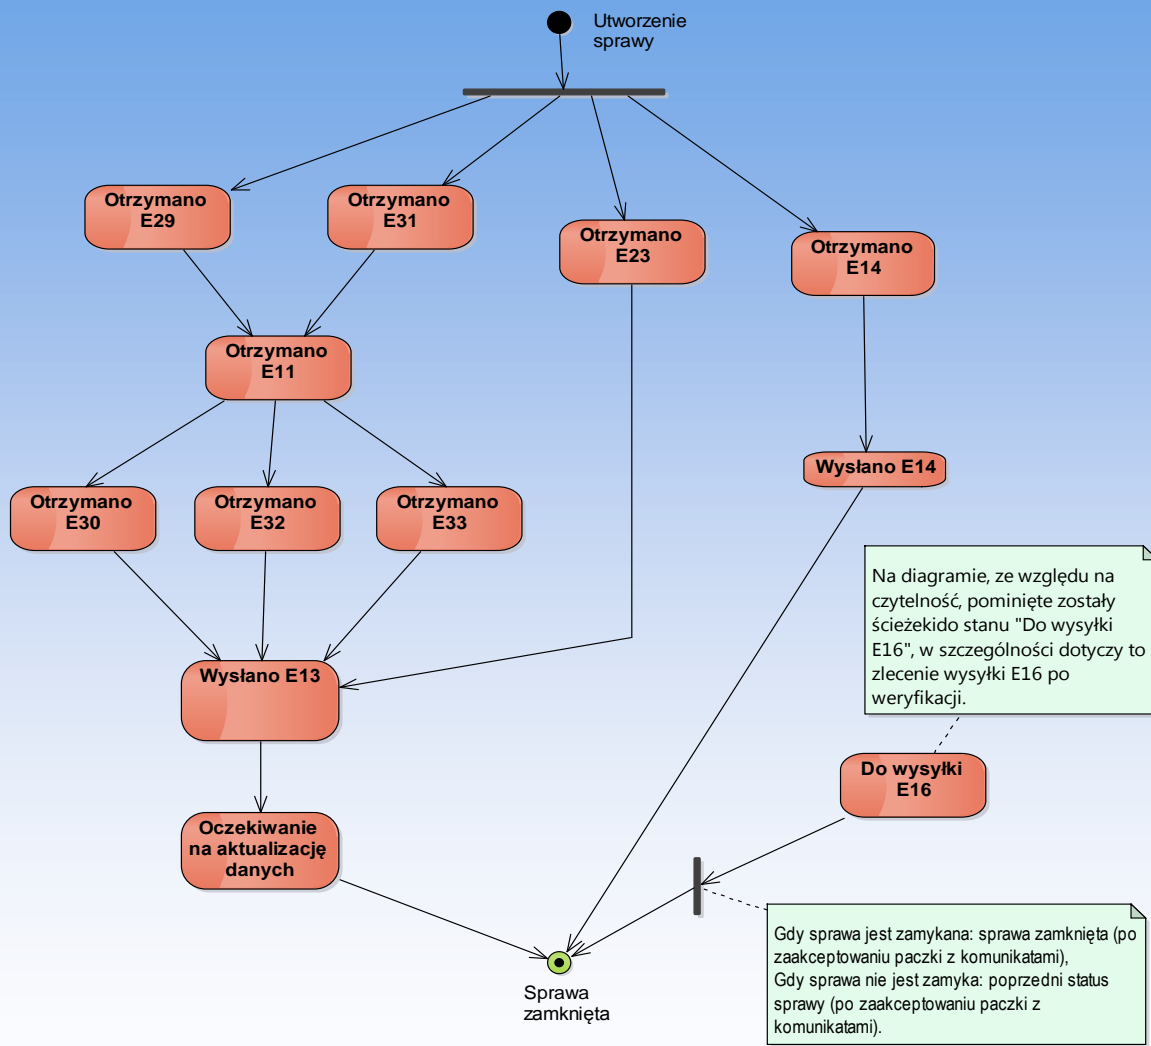 Utworzenie
sprawy
Otrzymano
E29
Otrzymano
E31
Otrzymano
E23
Otrzymano
E14
Otrzymano
E11
Wysłano E14
Otrzymano
E30
Otrzymano
E32
Otrzymano
E33
Na diagramie, ze względu na
czytelność, pominięte zostały
ścieżekido stanu "Do wysyłki
E16", w szczególności dotyczy to
zlecenie wysyłki E16 po
weryfikacji.
Wysłano E13
Do wysyłki
E16
Oczekiwanie
na aktualizację
danych
Gdy sprawa jest zamykana: sprawa zamknięta (po
zaakceptowaniu paczki z komunikatami),
Gdy sprawa nie jest zamyka: poprzedni status
sprawy (po zaakceptowaniu paczki z
komunikatami).
Sprawa
zamknięta